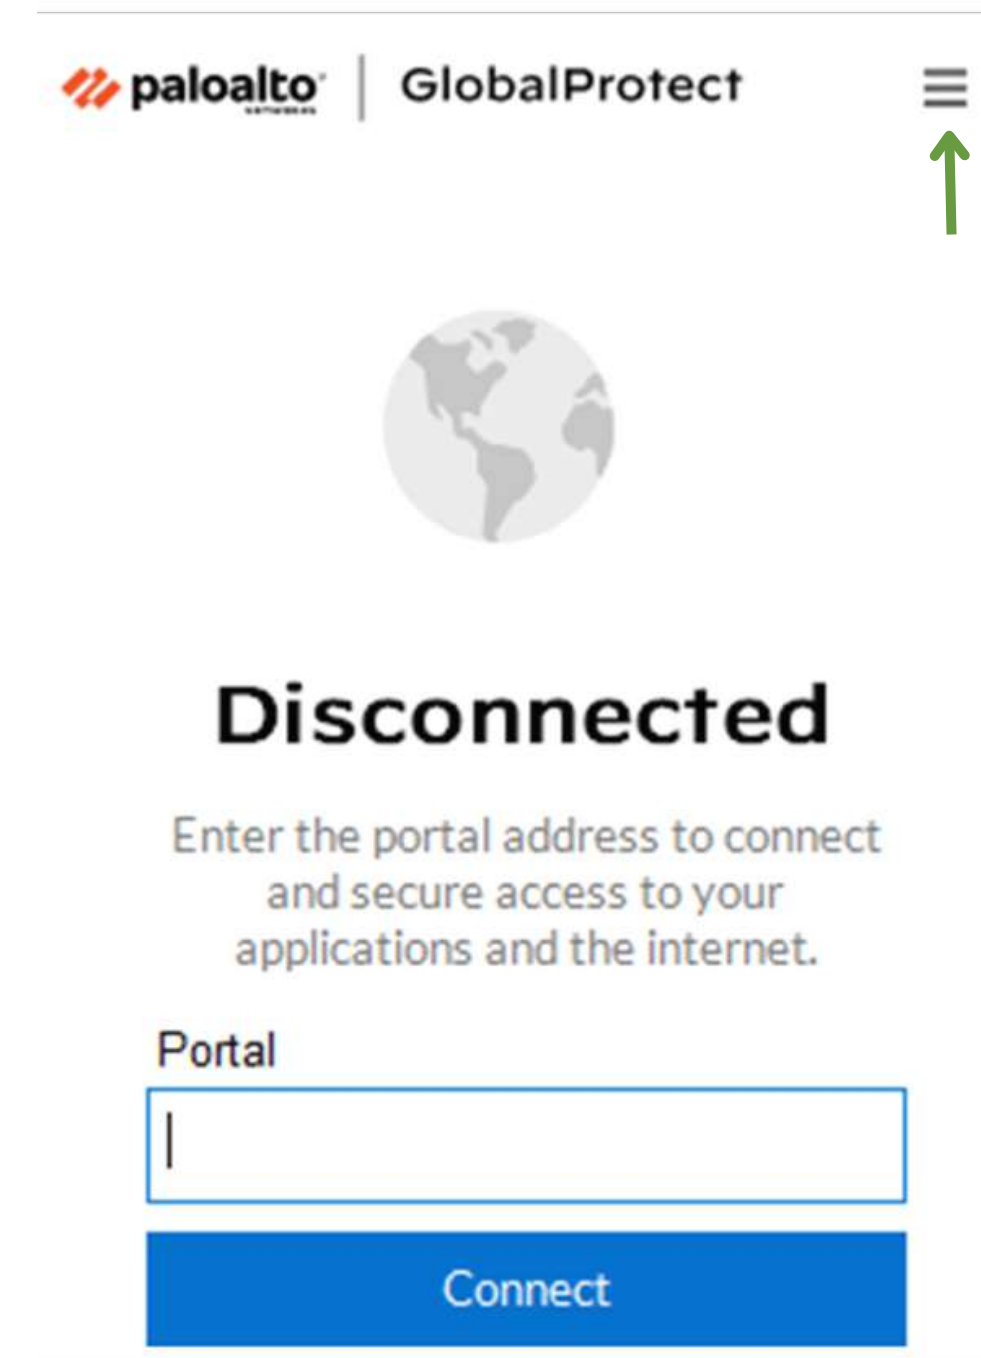 paloalto
NETWORKS
GlobalProtect
Disconnected
Enter the portal address to connect
and secure access to your
applications and the internet.
Portal
Connect